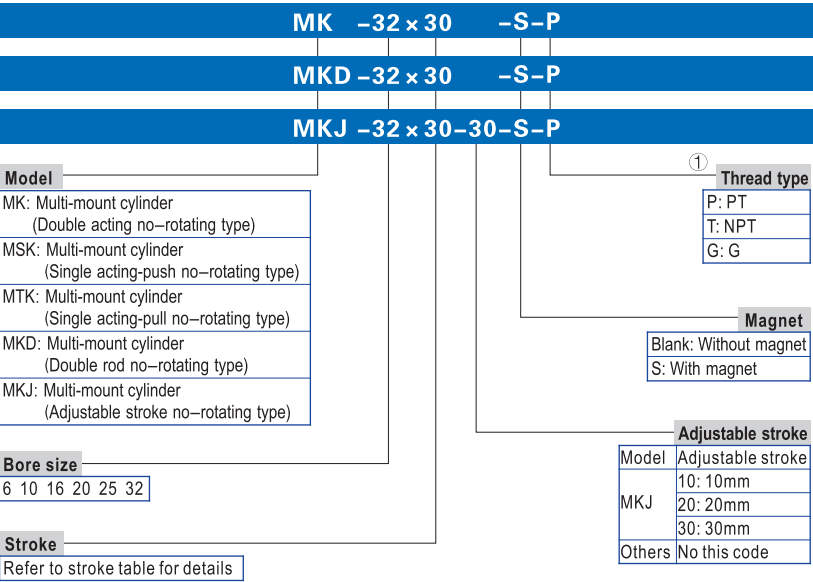 MK -32×30 -S-P
MKD-32×30 -S-P
MKJ -32×30-30-S-P
①
Model
MK: Multi-mount cylinder
(Double acting no-rotating type)
MSK: Multi-mount cylinder
(Single acting-push no-rotating type)
MTK: Multi-mount cylinder
(Single acting-pull no-rotating type)
MKD: Multi-mount cylinder
(Double rod no-rotating type)
MKJ: Multi-mount cylinder
(Adjustable stroke no-rotating type)
Bore size
6 10 16 20 25 32
Stroke
Refer to stroke table for details
Thread type
P: PT
T: NPT
G: G
Magnet
Blank: Without magnet
S: With magnet
Adjustable stroke
Model Adjustable stroke
MKJ
10: 10mm
20: 20mm
30: 30mm
Others No this code